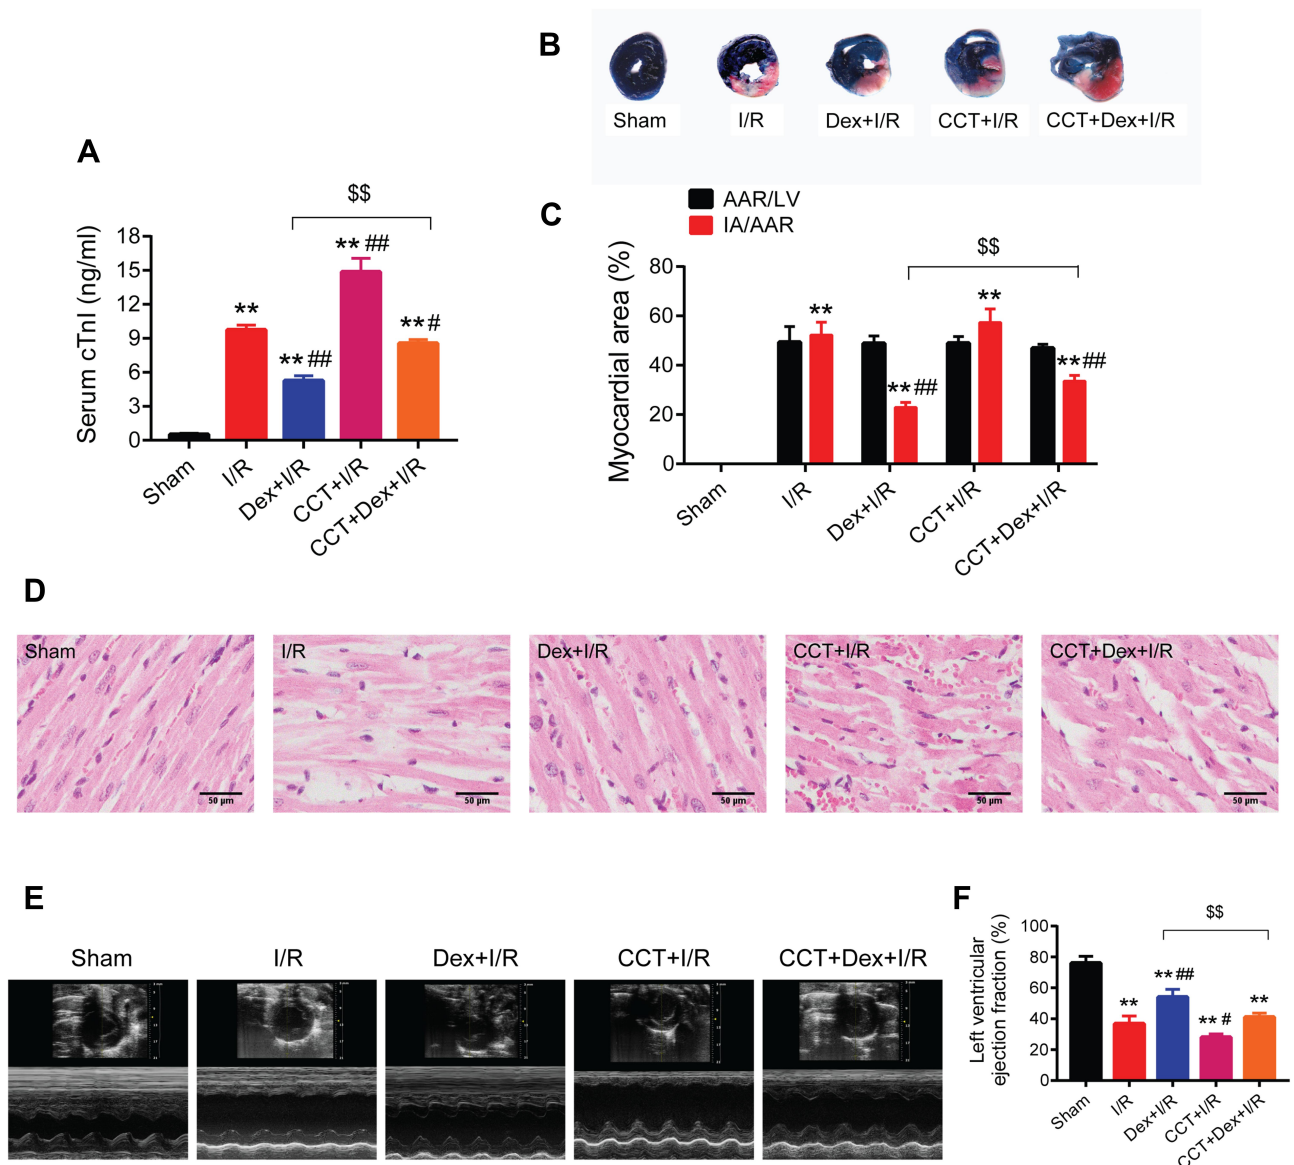 B
Sham
I/R
Dex+I/R
CCT+I/R
CCT+Dex+I/R
A
$$
Serum cTnI (ng/ml)
18
15
12
9
6
3
0
**
** ##
** ##
** #
Sham
I/R
Dex+I/R
CCT+I/R
CCT+Dex+I/R
C
AAR/LV
IA/AAR
$$
Myocardial area (%)
80
60
40
20
0
**
** ##
**
** ##
Sham
I/R
Dex+I/R
CCT+I/R
CCT+Dex+I/R
D
Sham
50 μm
I/R
50 μm
Dex+I/R
50 μm
CCT+I/R
50 μm
CCT+Dex+I/R
50 μm
E
Sham
I/R
Dex+I/R
CCT+I/R
CCT+Dex+I/R
F
$$
Left ventricular
ejection fraction (%)
100
80
60
40
20
0
**
** ##
** #
**
Sham
I/R
Dex+I/R
CCT+I/R
CCT+Dex+I/R